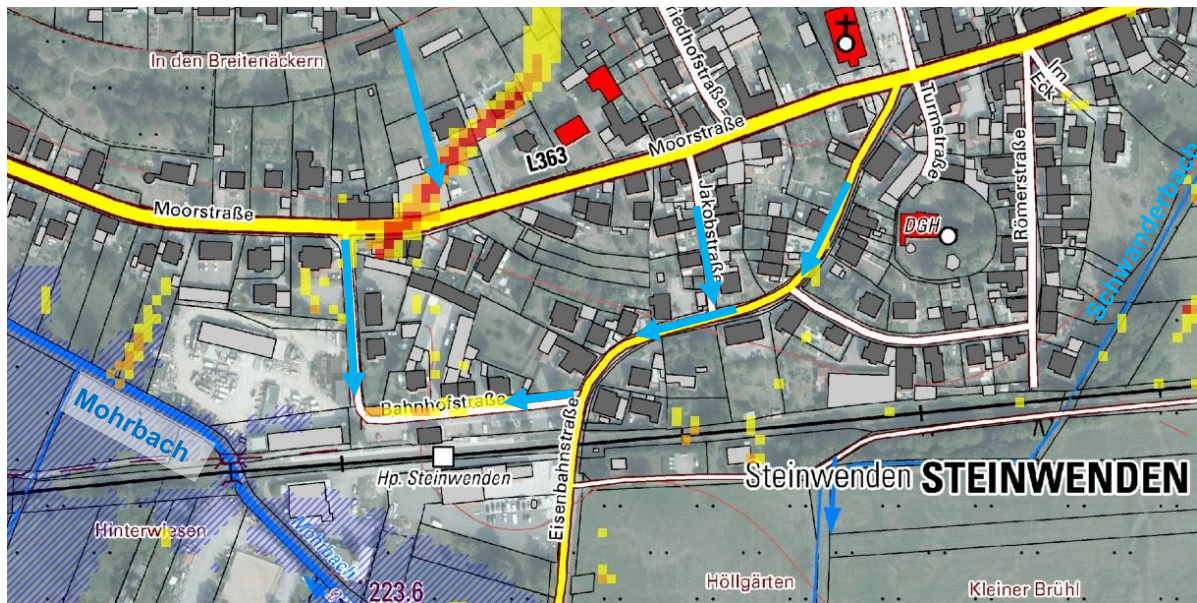 In den Breitenäckern
Friedhofstraße
Im Eck
Turmstraße
L363
Moorstraße
Moorstraße
Jakobstraße
DGH
Römerstraße
Schwanderbach
Mohrbach
Bahnhofstraße
Eisenbahnstraße
Hp. Steinwenden
Steinwenden STEINWENDEN
Hinterwiesen
Mohrbach
223.6
Höllgärten
Kleiner Brühl